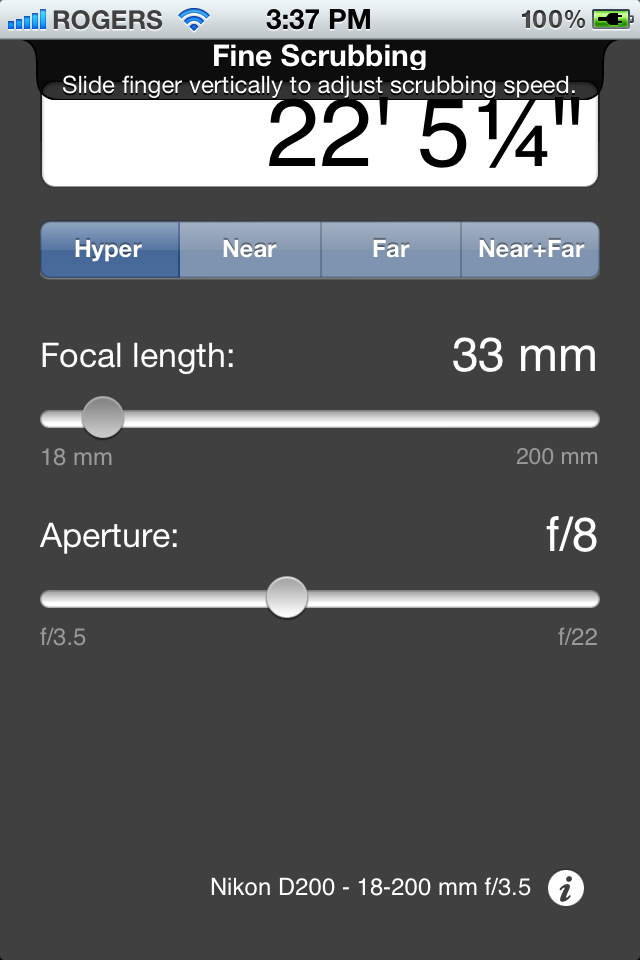 ROGERS 3:37 PM 100%
Fine Scrubbing
Slide finger vertically to adjust scrubbing speed.
22' 5¼"
Hyper Near Far Near+Far
Focal length: 33 mm
18 mm 200 mm
Aperture: f/8
f/3.5 f/22
Nikon D200 - 18-200 mm f/3.5 i